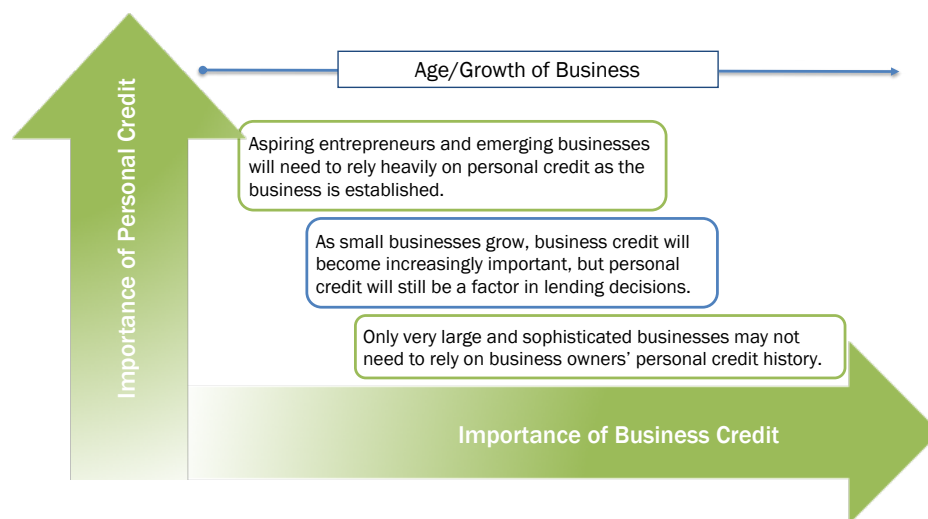 Age/Growth of Business
Importance of Personal Credit
Aspiring entrepreneurs and emerging businesses
will need to rely heavily on personal credit as the
business is established.
As small businesses grow, business credit will
become increasingly important, but personal
credit will still be a factor in lending decisions.
Only very large and sophisticated businesses may not
need to rely on business owners’ personal credit history.
Importance of Business Credit